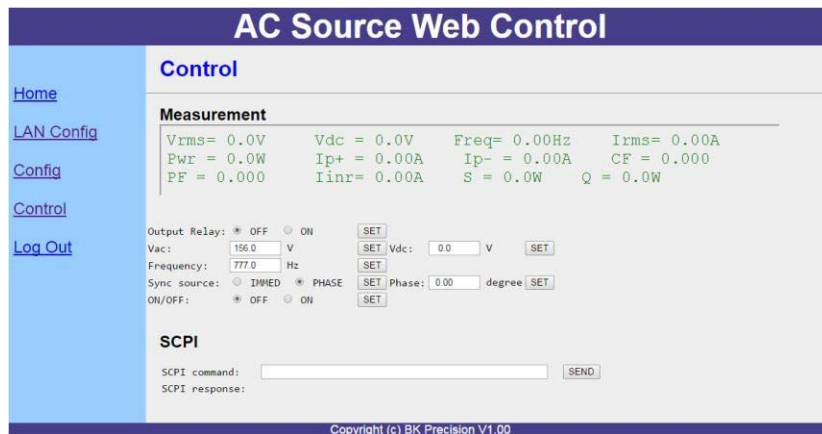 AC Source Web Control
Home
LAN Config
Config
Control
Log Out
Control
Measurement
Vrms= 0.0V Vdc = 0.0V Freq= 0.00Hz Irms= 0.00A
Pwr = 0.0W Ip+ = 0.00A Ip- = 0.00A CF = 0.000
PF = 0.000 Iinr= 0.00A S = 0.0W Q = 0.0W
Output Relay: OFF ON SET
Vac: 156.0 V SET Vdc: 0.0 V SET
Frequency: 777.0 Hz SET
Sync source: IMMED PHASE SET Phase: 0.00 degree SET
ON/OFF: OFF ON SET
SCPI
SCPI command: SEND
SCPI response:
Copyright (c) BK Precision V1.00